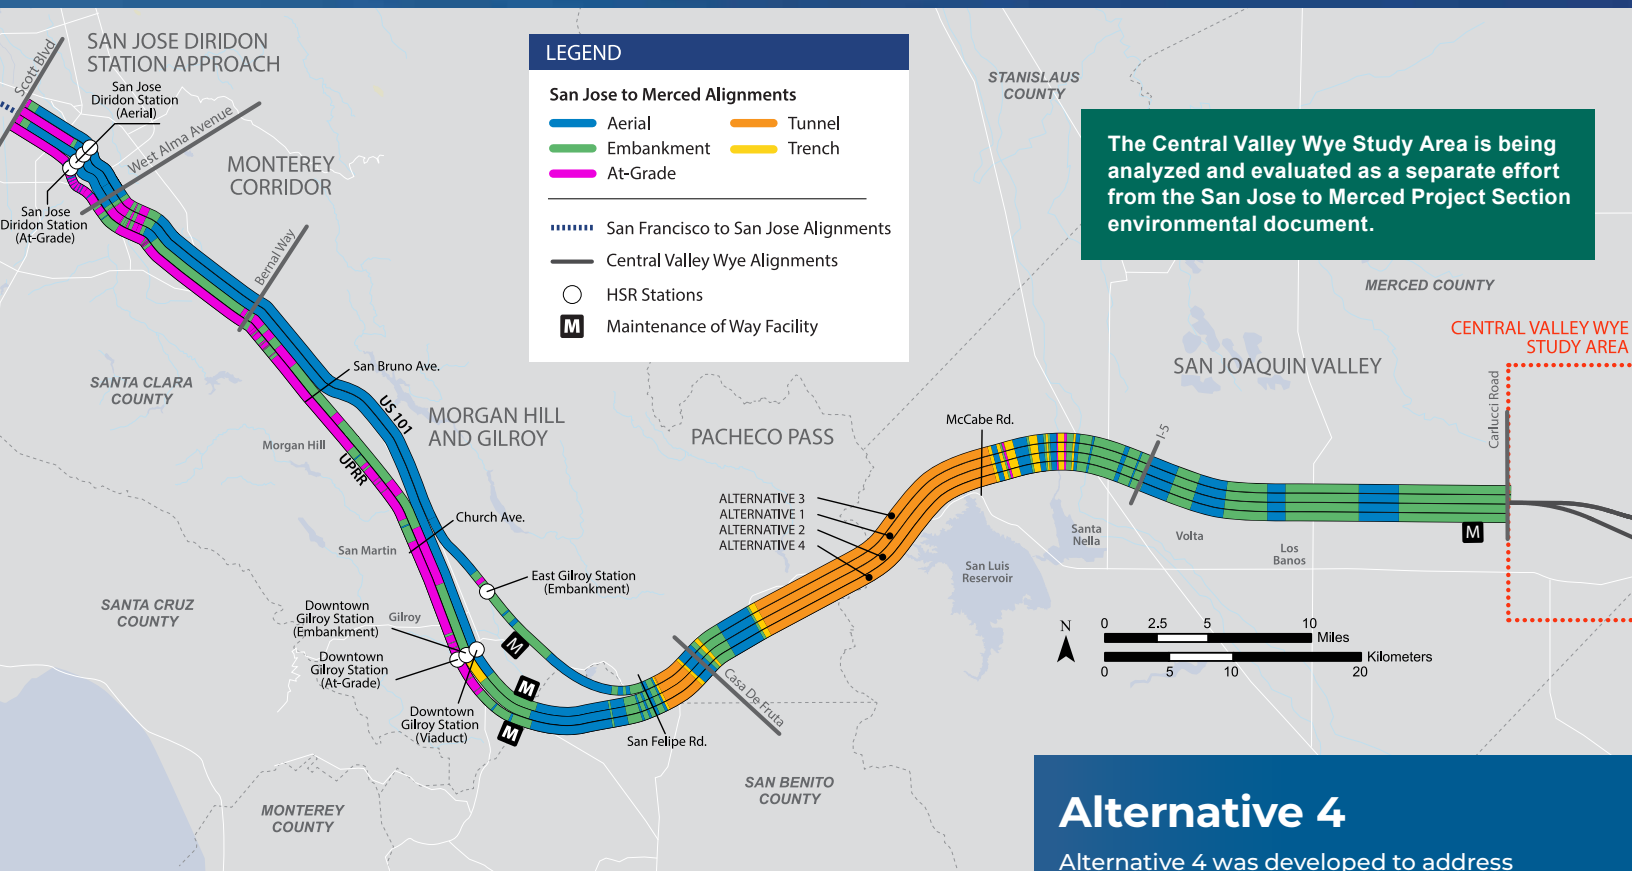 SAN JOSE DIRIDON
STATION APPROACH
Scott Blvd
San Jose
Diridon Station
(Aerial)
West Alma Avenue
MONTEREY
CORRIDOR
San Jose
Diridon Station
(At-Grade)
Bernal Way
LEGEND
San Jose to Merced Alignments
Aerial
Tunnel
Embankment
Trench
At-Grade
San Francisco to San Jose Alignments
Central Valley Wye Alignments
HSR Stations
M
Maintenance of Way Facility
STANISLAUS
COUNTY
The Central Valley Wye Study Area is being
analyzed and evaluated as a separate effort
from the San Jose to Merced Project Section
environmental document.
MERCED COUNTY
CENTRAL VALLEY WYE
STUDY AREA
SAN JOAQUIN VALLEY
Carlucci Road
San Bruno Ave.
SANTA CLARA
COUNTY
US 101
MORGAN HILL
AND GILROY
Morgan Hill
UPRR
PACHECO PASS
McCabe Rd.
I-5
ALTERNATIVE 3
ALTERNATIVE 1
ALTERNATIVE 2
ALTERNATIVE 4
Church Ave.
San Martin
Santa
Nella
Volta
Los
Banos
M
San Luis
Reservoir
East Gilroy Station
(Embankment)
SANTA CRUZ
COUNTY
Downtown
Gilroy Station
(Embankment)
Gilroy
Downtown
Gilroy Station
(At-Grade)
M
M
M
Downtown
Gilroy Station
(Viaduct)
San Felipe Rd.
Casa De Fruta
N
0 2.5 5 10
Miles
Kilometers
0 5 10 20
SAN BENITO
COUNTY
MONTEREY
COUNTY
Alternative 4
Alternative 4 was developed to address